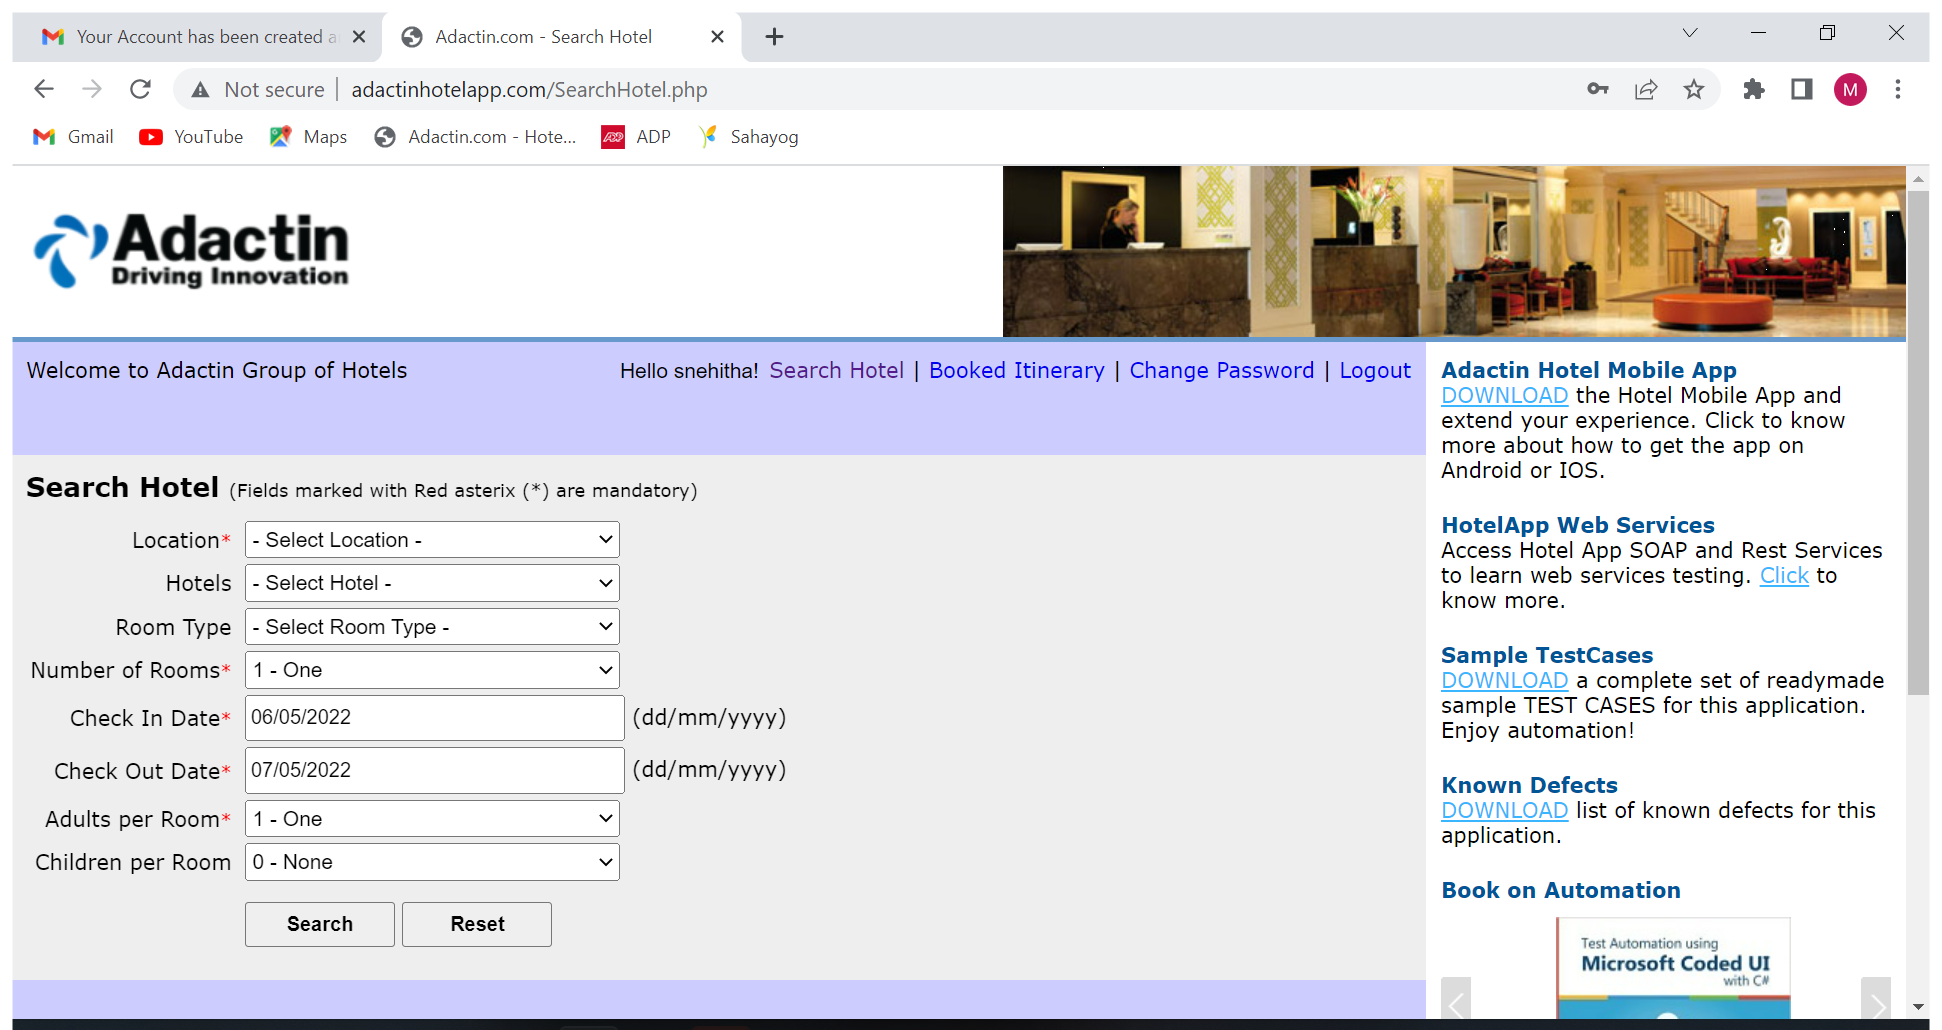 Your Account has been created a
Adactin.com - Search Hotel
Not secure | adactinhotelapp.com/SearchHotel.php
M
Gmail
YouTube
Maps
Adactin.com - Hote...
ADP
ADP
Sahayog
Adactin
Driving Innovation
Welcome to Adactin Group of Hotels
Hello snehitha! Search Hotel | Booked Itinerary | Change Password | Logout
Search Hotel (Fields marked with Red asterix (*) are mandatory)
Location* - Select Location -
Hotels - Select Hotel -
Room Type - Select Room Type -
Number of Rooms* 1 - One
Check In Date* 06/05/2022 (dd/mm/yyyy)
Check Out Date* 07/05/2022 (dd/mm/yyyy)
Adults per Room* 1 - One
Children per Room 0 - None
Search Reset
Adactin Hotel Mobile App
DOWNLOAD the Hotel Mobile App and
extend your experience. Click to know
more about how to get the app on
Android or IOS.
HotelApp Web Services
Access Hotel App SOAP and Rest Services
to learn web services testing. Click to
know more.
Sample TestCases
DOWNLOAD a complete set of readymade
sample TEST CASES for this application.
Enjoy automation!
Known Defects
DOWNLOAD list of known defects for this
application.
Book on Automation
Test Automation using
Microsoft Coded UI
with C#